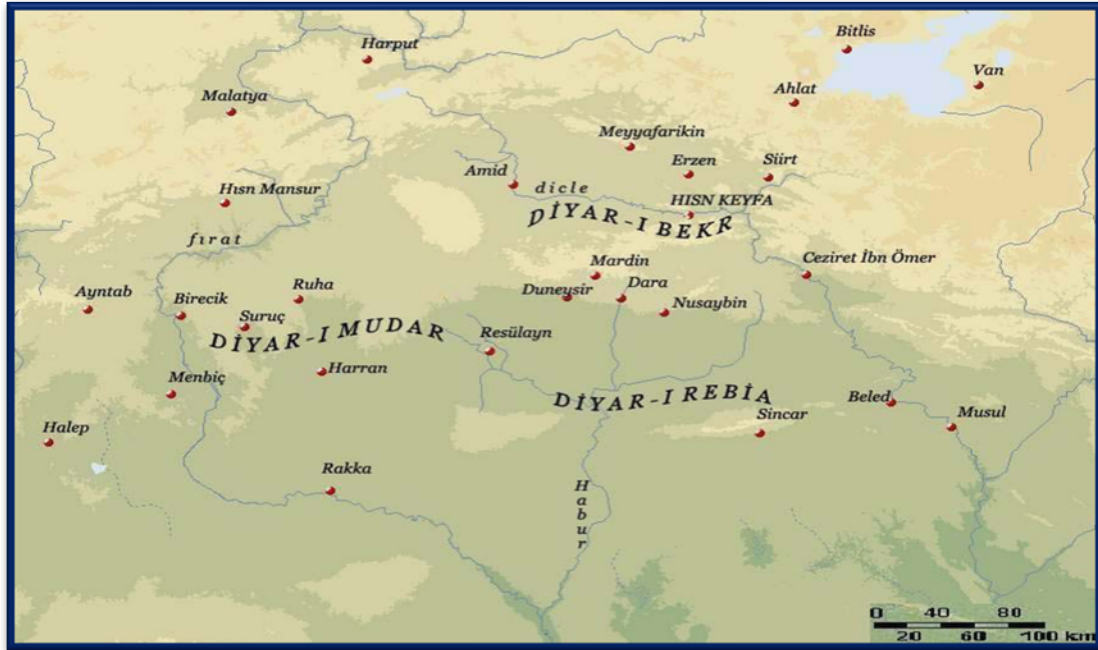 Bitlis
Harput
Van
Ahlat
Malatya
Meyyafarikin
Erzen
Siirt
Amid
dicle
Hısn Mansur
HISN KEYFA
DİYAR-I BEKR
fırat
Ceziret İbn Ömer
Mardin
Ruha
Dara
Ayntab
Birecik
Duneysir
Nusaybin
Suruç
DİYAR-I MUDAR
Resülayn
Harran
Menbiç
DİYAR-I REBİA
Beled
Sincar
Musul
Halep
Rakka
Habur
0 40 80
20 60 100 km